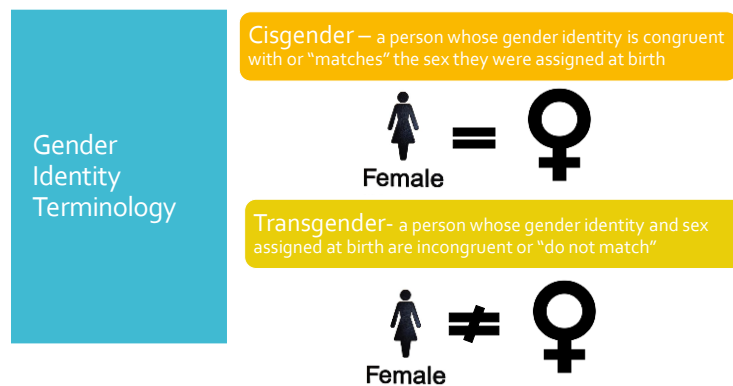 Gender
Identity
Terminology
Cisgender – a person whose gender identity is congruent
with or “matches” the sex they were assigned at birth
Female
Transgender- a person whose gender identity and sex
assigned at birth are incongruent or “do not match”
Female